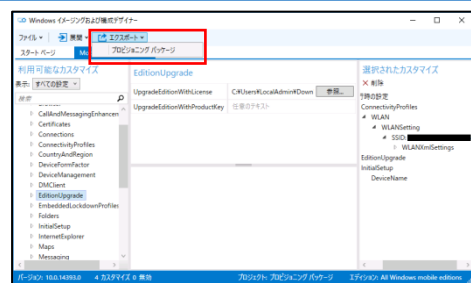 Windows イメージングおよび構成デザイナー
ファイル 展開 エクスポート
スタート ページ
プロビジョニング パッケージ
利用可能なカスタマイズ
表示: すべての設定
検索
CallAndMessagingEnhancen
Certificates
Connections
ConnectivityProfiles
CountryAndRegion
DeviceFormFactor
DeviceManagement
DMClient
EditionUpgrade
EmbeddedLockdownProfiles
Folders
InitialSetup
InternetExplorer
Maps
Messaging
EditionUpgrade
UpgradeEditionWithLicense C:¥Users¥LocalAdmin¥Down 参照...
UpgradeEditionWithProductKey 任意のテキスト
選択されたカスタマイズ
× 削除
時の設定
ConnectivityProfiles
WLAN
WLANSetting
SSID:
WLANXmlSettings
EditionUpgrade
InitialSetup
DeviceName
バージョン: 10.0.14393.0 4 カスタマイズ 0 無効 プロジェクト: プロビジョニング パッケージ エディション: All Windows mobile editions